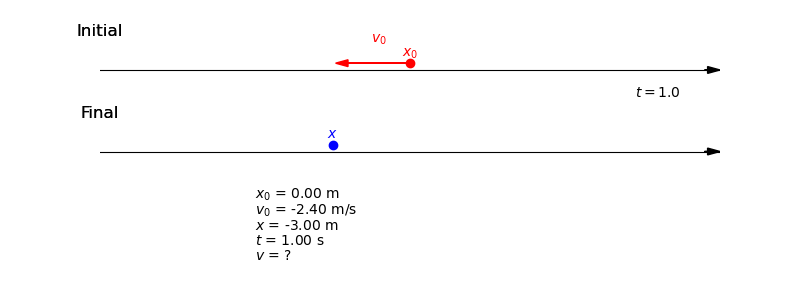 Initial
v₀
x₀
t = 1.0
Final
x
x₀ = 0.00 m
v₀ = -2.40 m/s
x = -3.00 m
t = 1.00 s
v = ?